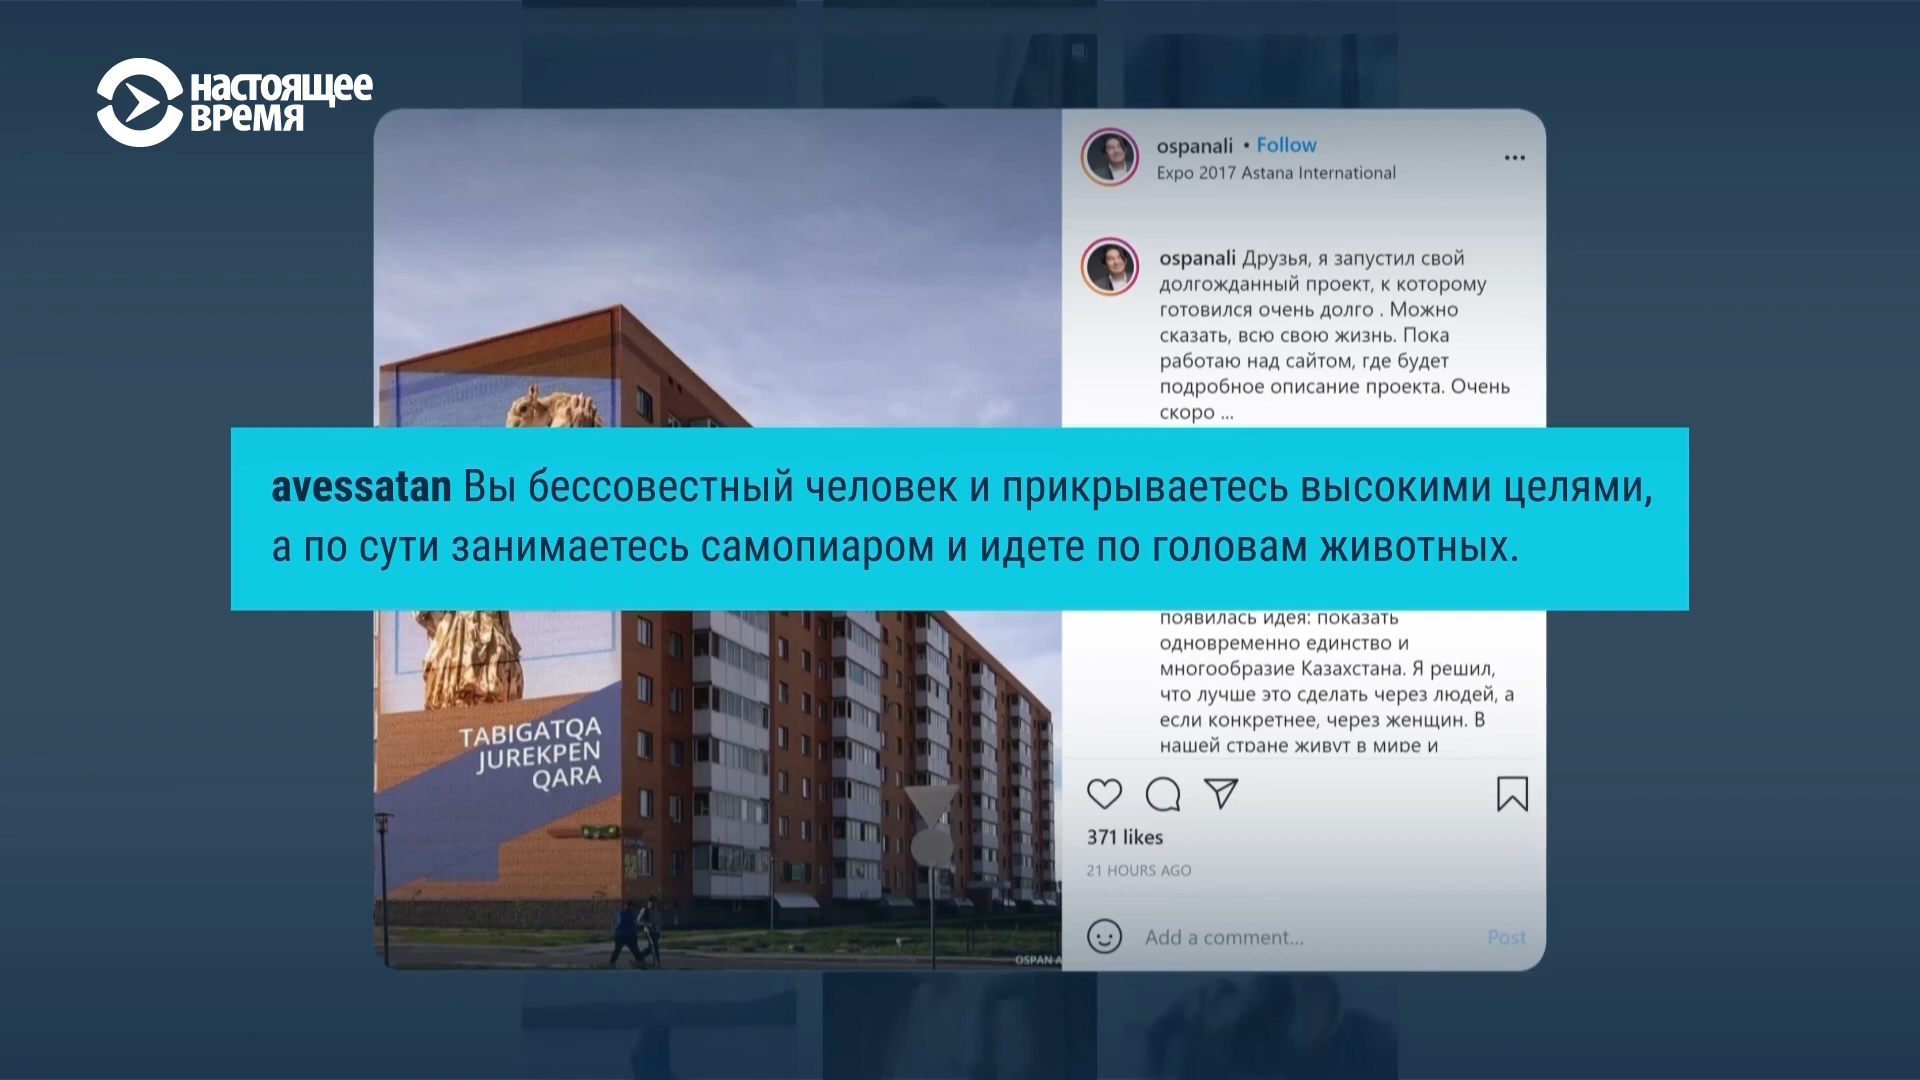 НАСТОЯЩЕЕ
ВРЕМЯ
ospanali • Follow
Expo 2017 Astana International
ospanali Друзья, я запустил свой
долгожданный проект, к которому
готовился очень долго . Можно
сказать, всю свою жизнь. Пока
работаю над сайтом, где будет
подробное описание проекта. Очень
скоро ...
avessatan Вы бессовестный человек и прикрываетесь высокими целями,
а по сути занимаетесь самопиаром и идете по головам животных.
появилась идея: показать
одновременно единство и
многообразие Казахстана. Я решил,
что лучше это сделать через людей, а
если конкретнее, через женщин. В
нашей стране живут в мире и
TABIGATQA
JUREKPEN
QARA
OSPAN A
371 likes
21 HOURS AGO
Add a comment...
Post